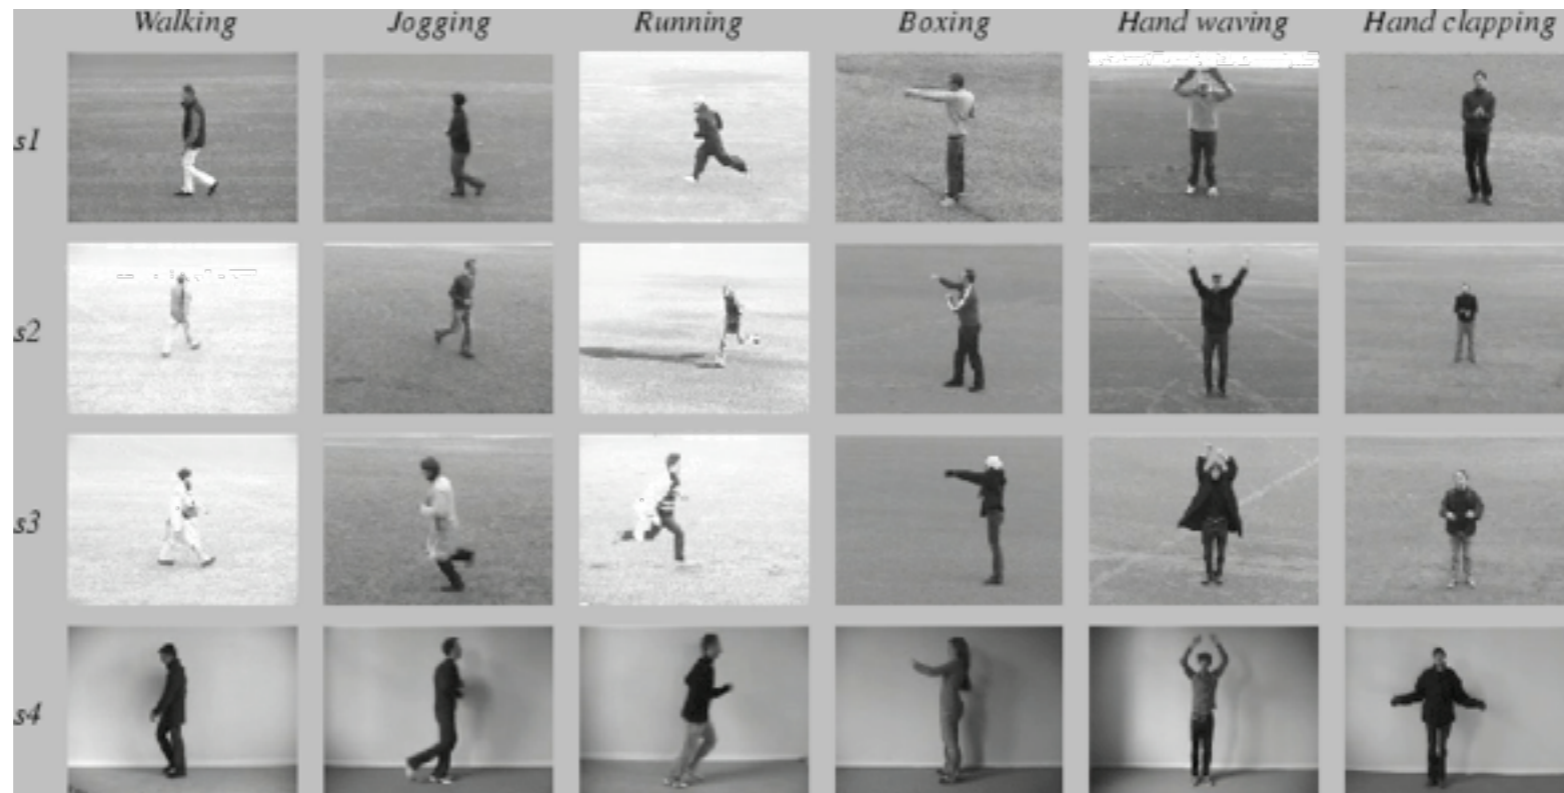 Walking Jogging Running Boxing Hand waving Hand clapping
s1
s2
s3
s4